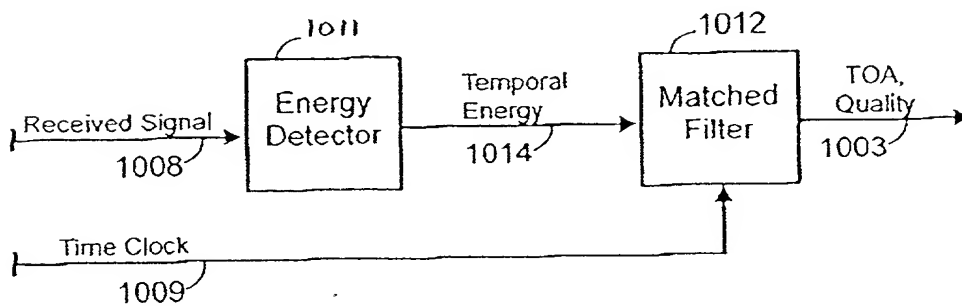 1011
1012
Energy
Detector
Temporal
Energy
Matched
Filter
TOA,
Quality
Received Signal
1008
1014
1003
Time Clock
1009